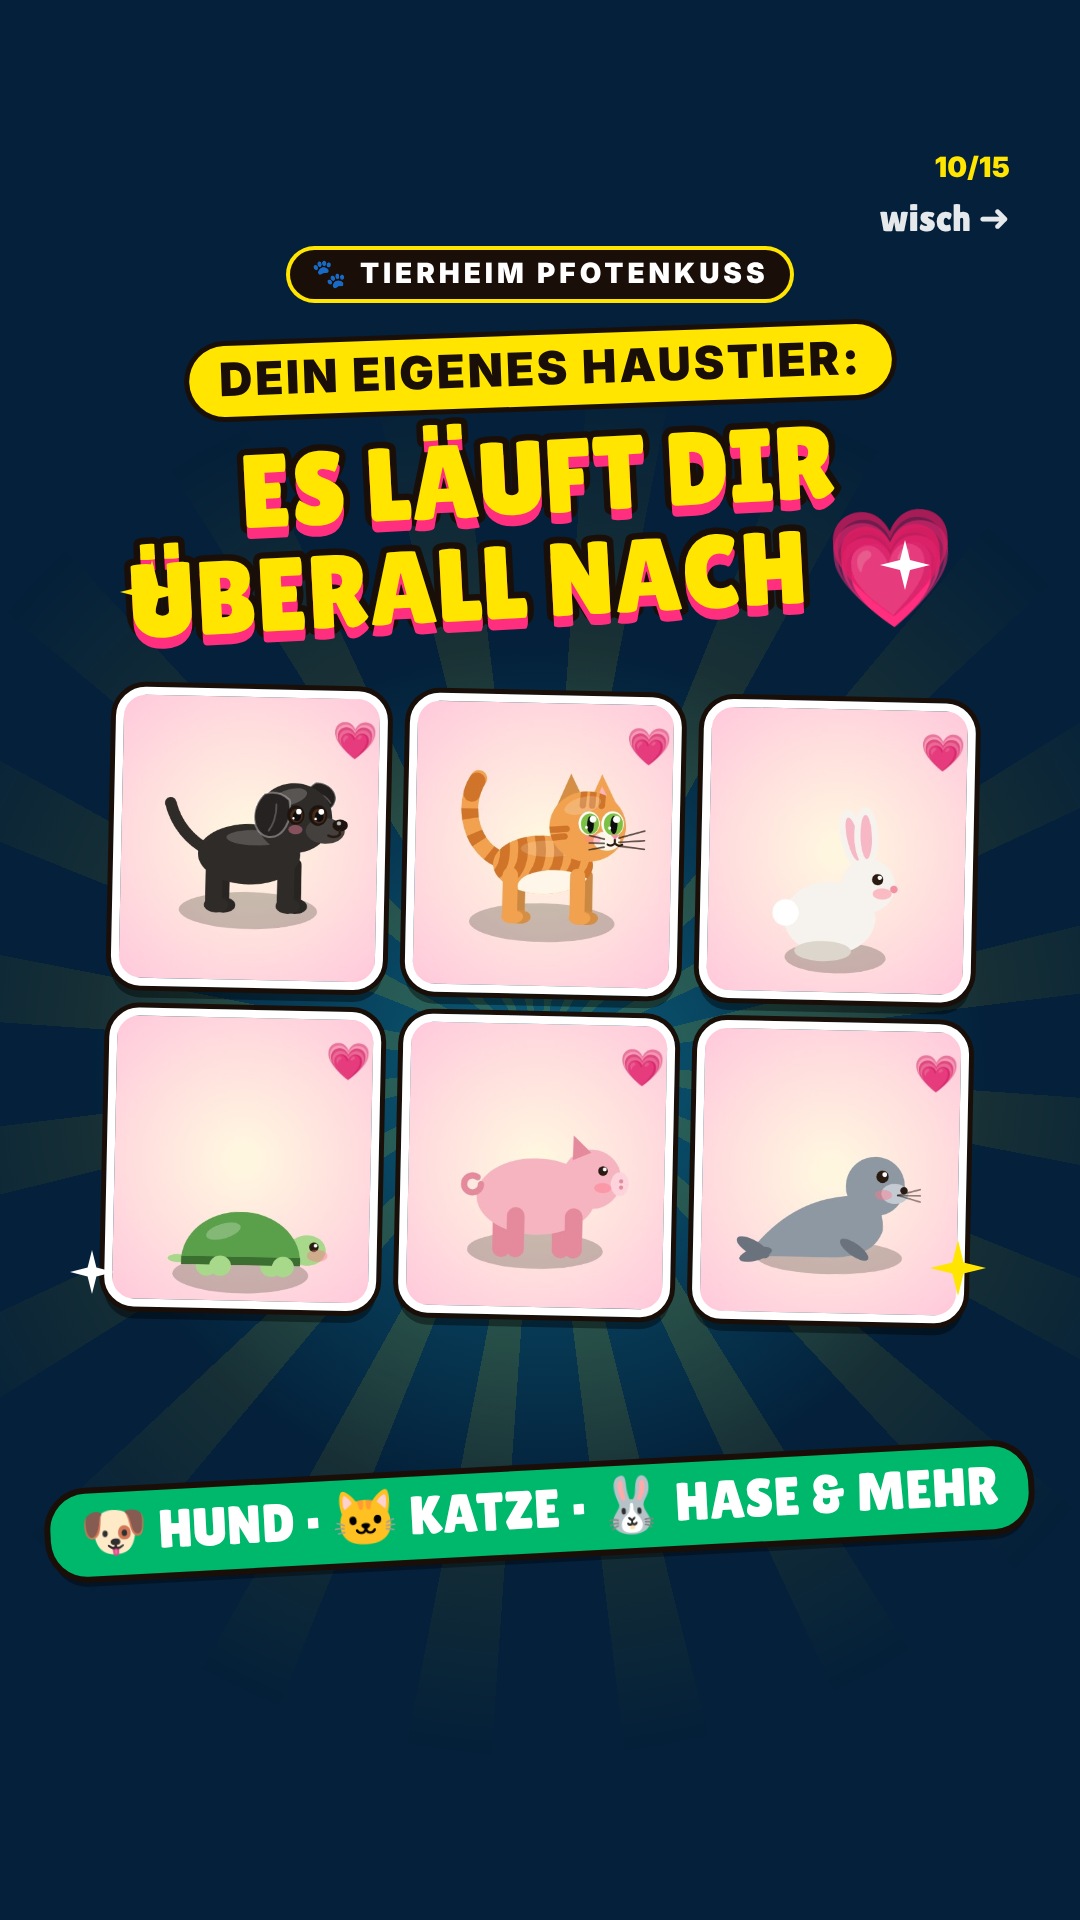 10/15
wisch →
🐾 TIERHEIM PFOTENKUSS
DEIN EIGENES HAUSTIER:
ES LÄUFT DIR
ÜBERALL NACH 💗
🐶 HUND · 🐱 KATZE · 🐰 HASE & MEHR